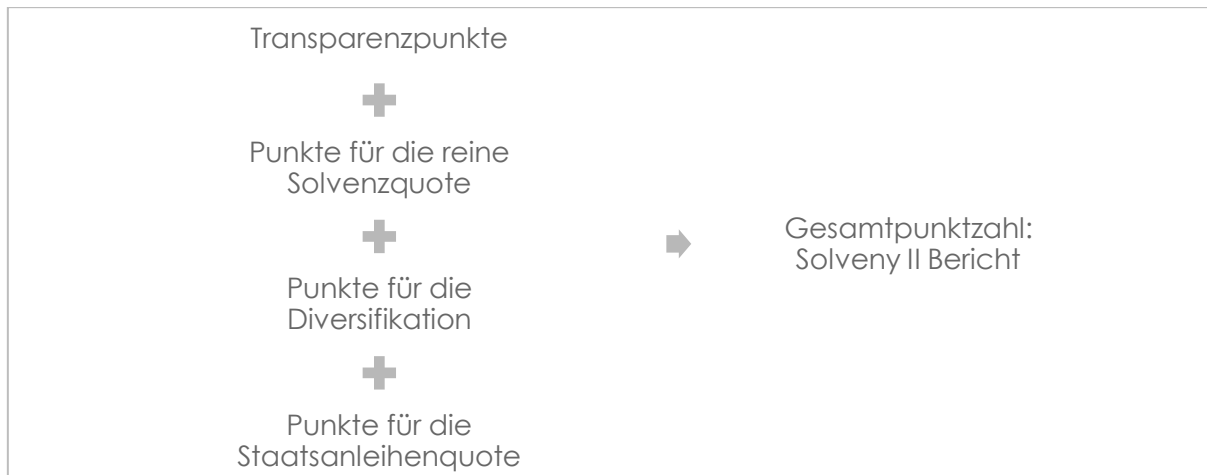 Transparenzpunkte
Punkte für die reine
Solvenzquote
Punkte für die
Diversifikation
Punkte für die
Staatsanleihenquote
Gesamtpunktzahl:
Solveny II Bericht